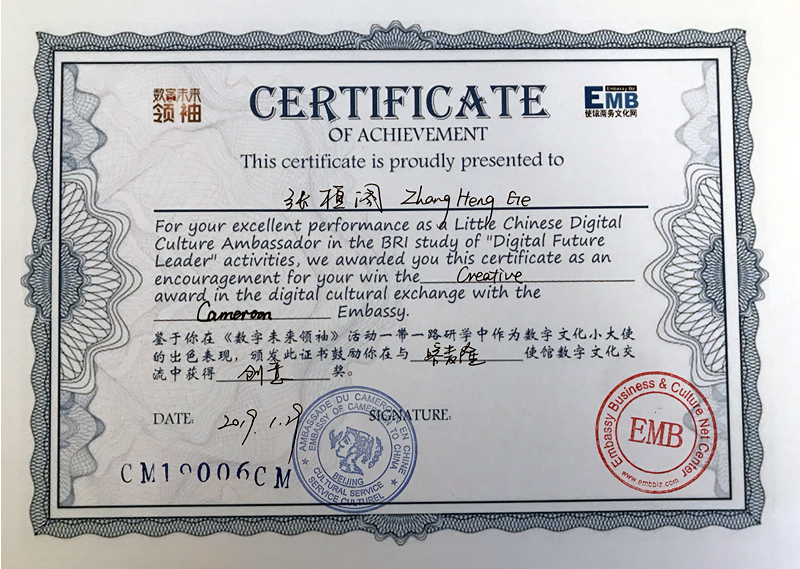 数字未来
领袖
CERTIFICATE
Embassy Biz
EMB
使馆商务文化网
OF ACHIEVEMENT
This certificate is proudly presented to
张桓阁 Zhang Heng Ge
For your excellent performance as a Little Chinese Digital
Culture Ambassador in the BRI study of "Digital Future
Leader" activities, we awarded you this certificate as an
encouragement for your win the Creative
award in the digital cultural exchange with the
Cameroon Embassy.
鉴于你在《数字未来领袖》活动一带一路研学中作为数字文化小大使
的出色表现，颁发此证书鼓励你在与 喀麦隆 使馆数字文化交
流中获得 创意 奖。
DATE: 2019.1.29 SIGNATURE:
CM19006CM
AMBASSADE DU CAMEROUN EN CHINE
EMBASSY OF CAMEROON TO CHINA
BEIJING
CULTURAL SERVICE
SERVICE CULTUREL
Embassy Business & Culture Net Center
EMB
www.embbiz.com